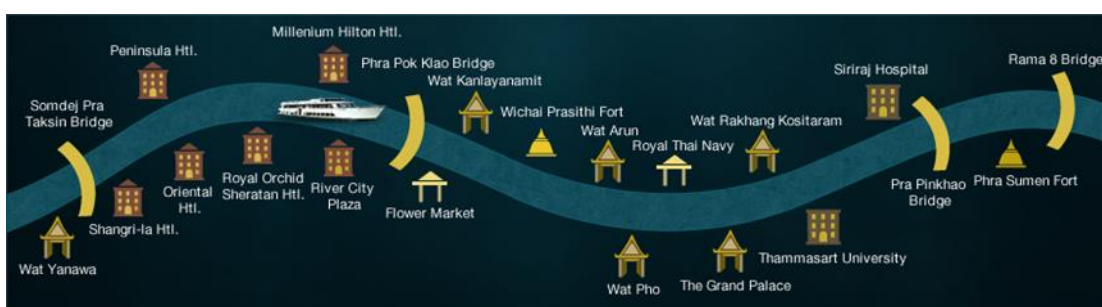 Millenium Hilton Htl.
Peninsula Htl.
Phra Pok Klao Bridge
Rama 8 Bridge
Siriraj Hospital
Wat Kanlayanamit
Somdej Pra
Taksin Bridge
Wichai Prasithi Fort
Wat Rakhang Kositaram
Wat Arun
Royal Thai Navy
Oriental
Htl.
Royal Orchid
Sheratan Htl.
River City
Plaza
Flower Market
Pra Pinkhao
Bridge
Phra Sumen Fort
Shangri-la Htl.
Wat Yanawa
Thammasart University
Wat Pho
The Grand Palace